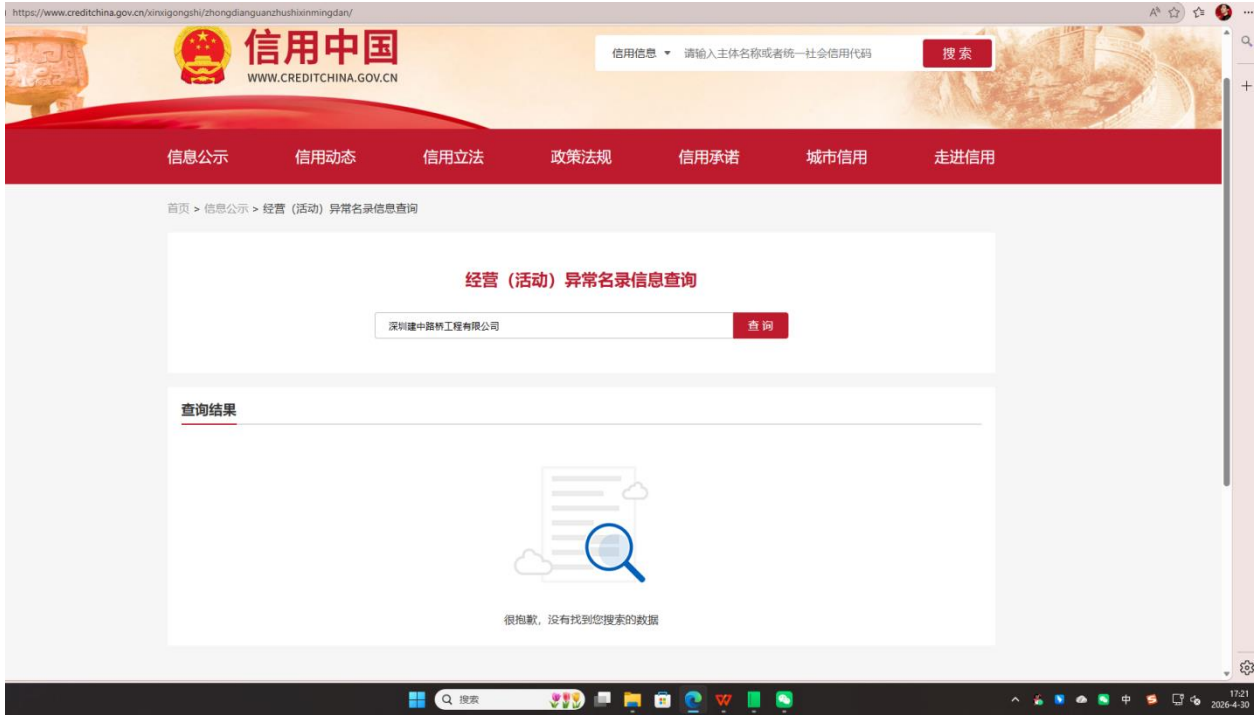 https://www.creditchina.gov.cn/xinxigongshi/zhongdianguanzhushixinmingdan/
信用中国
WWW.CREDITCHINA.GOV.CN
信用信息 请输入主体名称或者统一社会信用代码 搜索
信息公示 信用动态 信用立法 政策法规 信用承诺 城市信用 走进信用
首页 > 信息公示 > 经营（活动）异常名录信息查询
经营（活动）异常名录信息查询
深圳建中路桥工程有限公司 查询
查询结果
很抱歉，没有找到您搜索的数据
搜索 中 17:21
2026-4-30